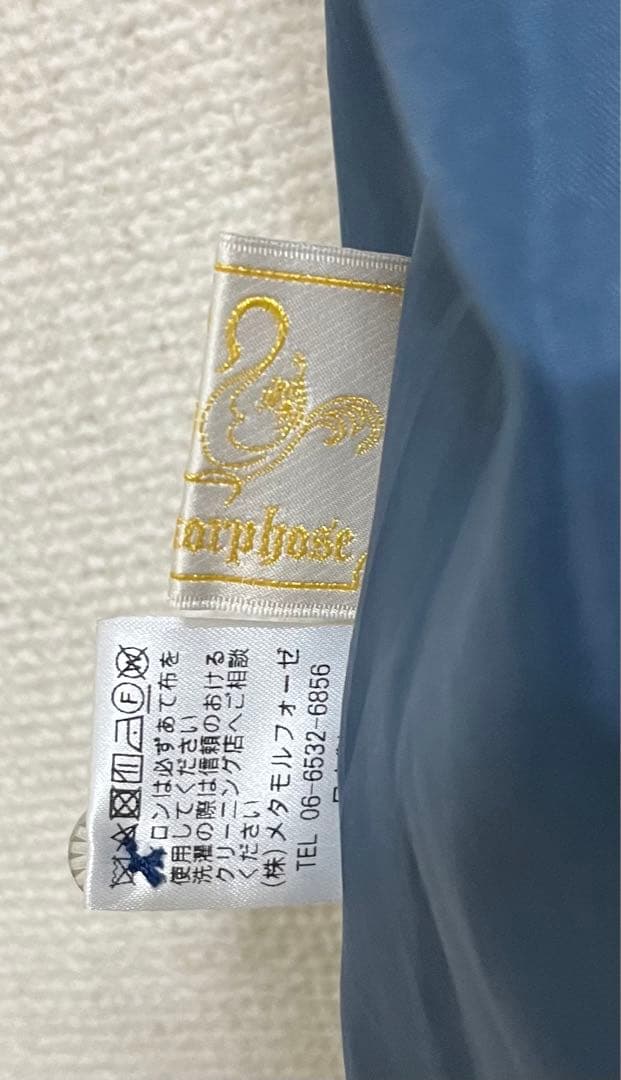 morphose
ロンは必ずあて布を
使用してください
洗濯の際は信頼のおける
クリーニング店へご相談
ください
(株)メタモルフォーゼ
TEL 06-6532-6856